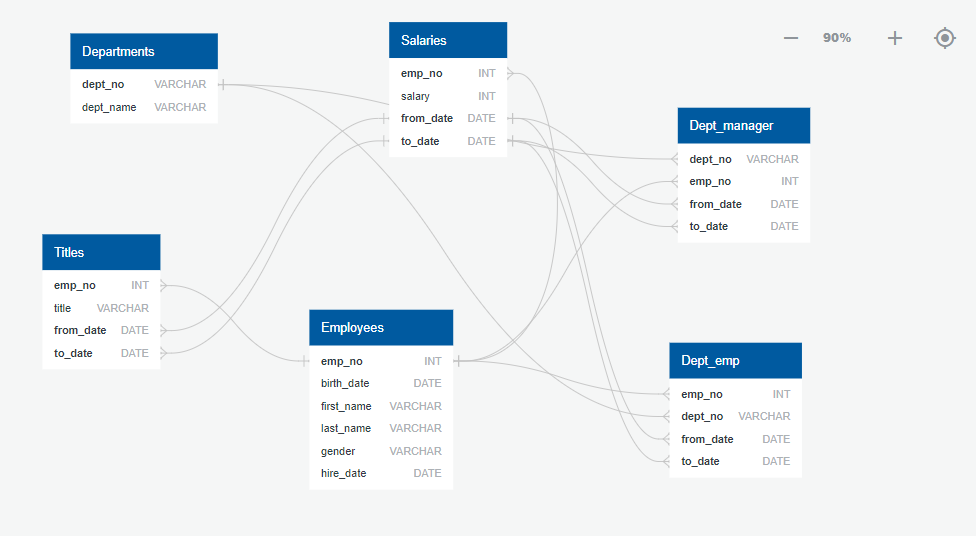 Departments
dept_no VARCHAR
dept_name VARCHAR
Salaries
emp_no INT
salary INT
from_date DATE
to_date DATE
90%
Dept_manager
dept_no VARCHAR
emp_no INT
from_date DATE
to_date DATE
Titles
emp_no INT
title VARCHAR
from_date DATE
to_date DATE
Employees
emp_no INT
birth_date DATE
first_name VARCHAR
last_name VARCHAR
gender VARCHAR
hire_date DATE
Dept_emp
emp_no INT
dept_no VARCHAR
from_date DATE
to_date DATE